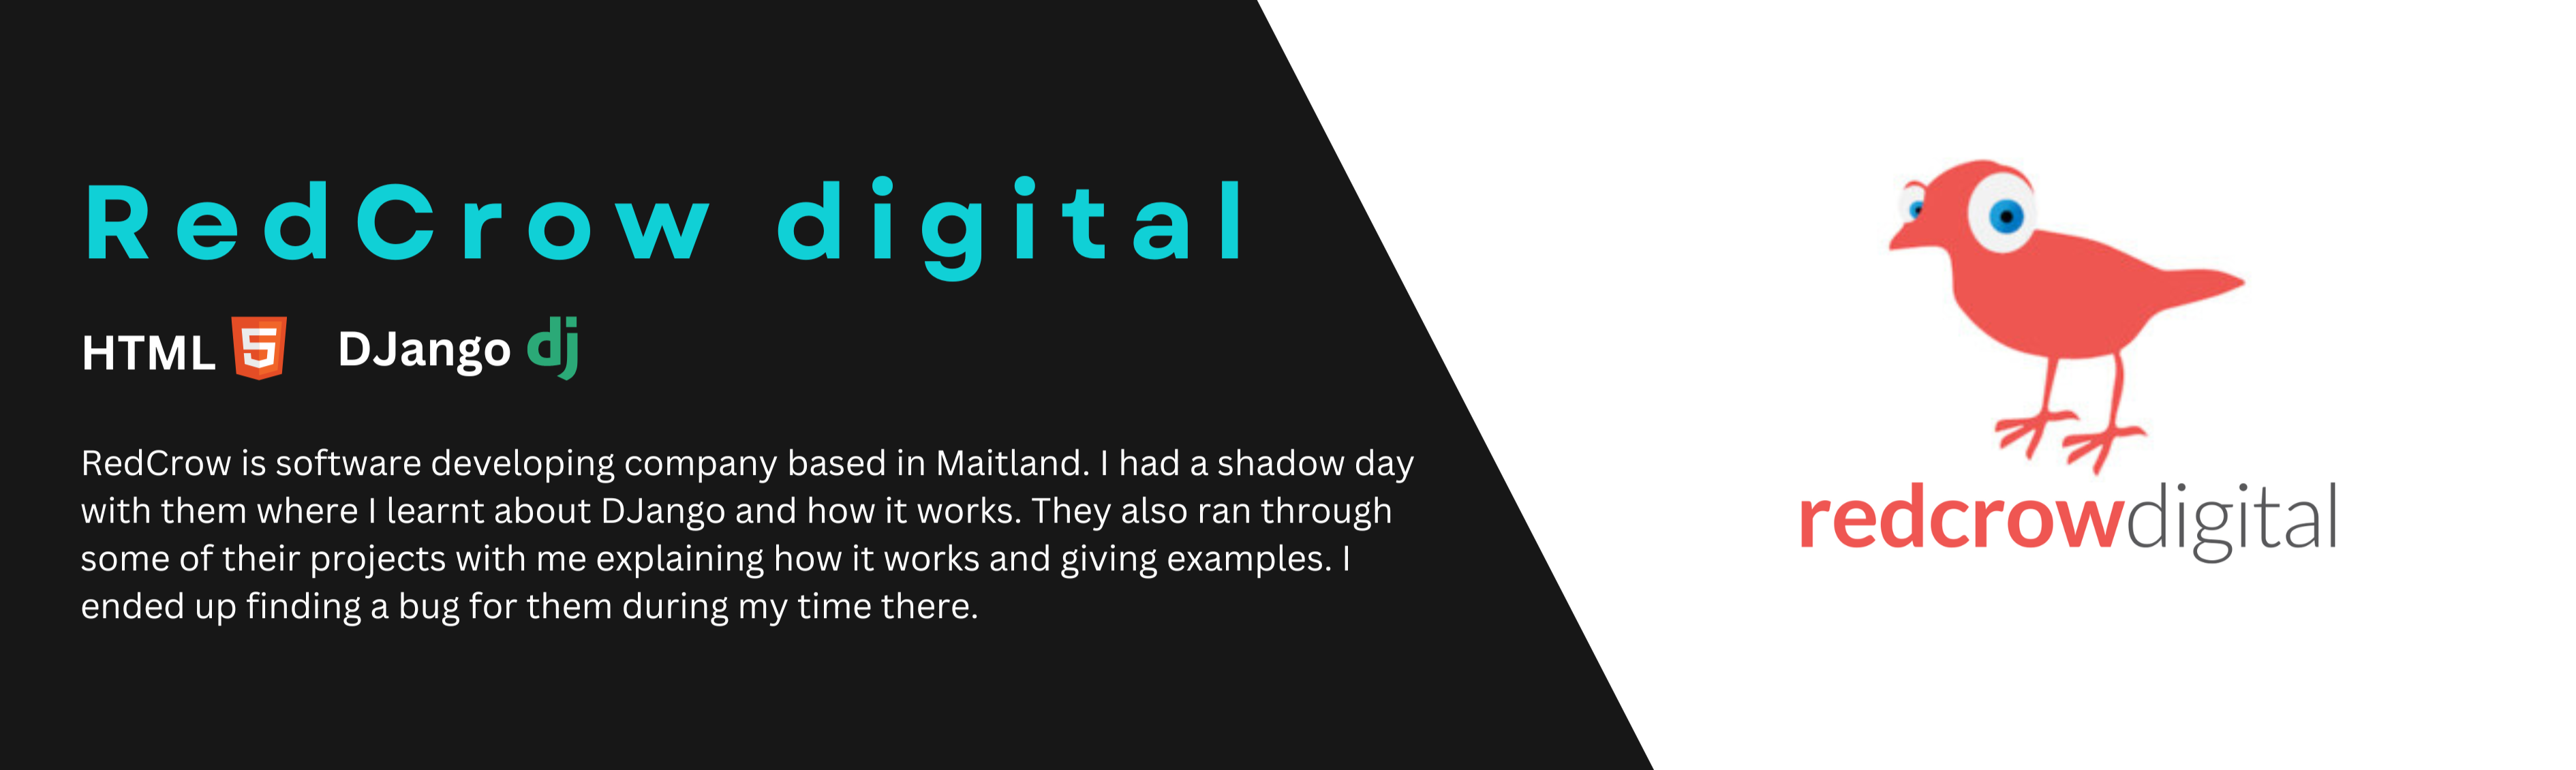 RedCrow digital
HTML 5 DJango dj
RedCrow is software developing company based in Maitland. I had a shadow day
with them where I learnt about DJango and how it works. They also ran through
some of their projects with me explaining how it works and giving examples. I
ended up finding a bug for them during my time there.
redcrowdigital